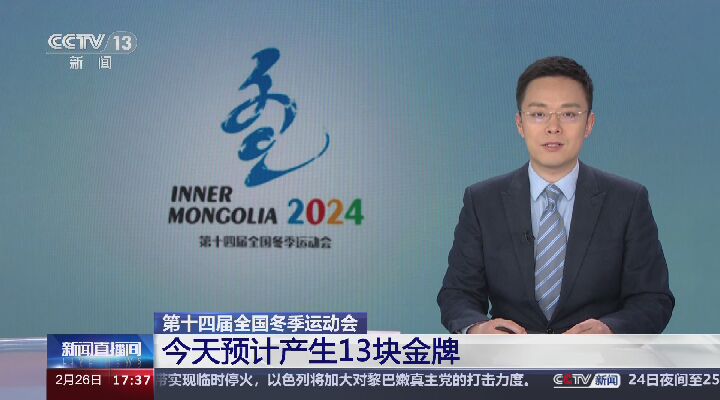 CCTV 13
新闻
INNER
MONGOLIA 2024
第十四届全国冬季运动会
第十四届全国冬季运动会
新闻直播间
今天预计产生13块金牌
2月26日 17:37 带实现临时停火，以色列将加大对黎巴嫩真主党的打击力度。 CCTV 新闻 24日夜间至25